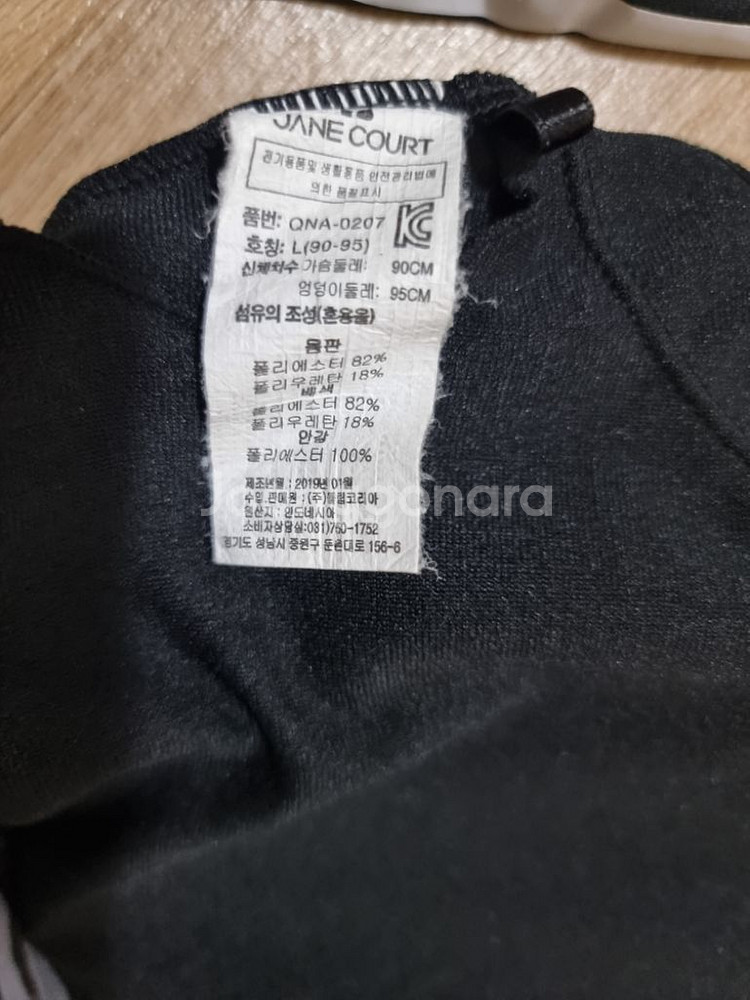 JANE COURT
전기용품및 생활용품 안전관리법에
의한 품질표시
품번: QNA-0207
호칭: L(90-95)
신체치수 가슴둘레: 90CM
엉덩이둘레: 95CM
섬유의 조성(혼용율)
몸판
폴리에스터 82%
폴리우레탄 18%
배색
폴리에스터 82%
폴리우레탄 18%
안감
폴리에스터 100%
제조년월 : 2019년 01월
수입.판매원 : (주)
원산지 : 인도네시아
소비자상담실:031)760-1752
경기도 성남시 중원구 둔촌대로 156-6